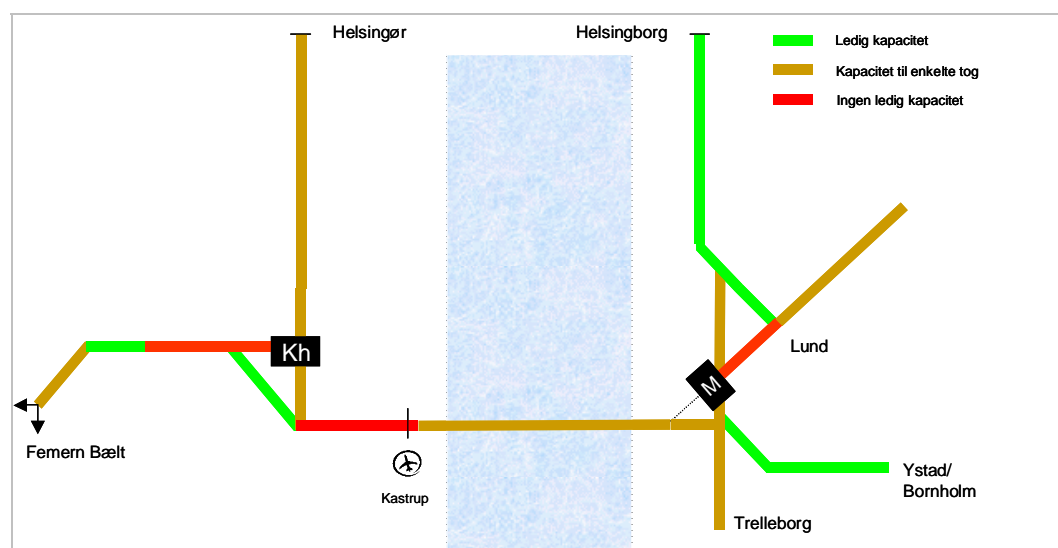 Helsingør
Helsingborg
Ledig kapacitet
Kapacitet til enkelte tog
Ingen ledig kapacitet
Kh
Lund
M
Femern Bælt
Kastrup
Ystad/
Bornholm
Trelleborg